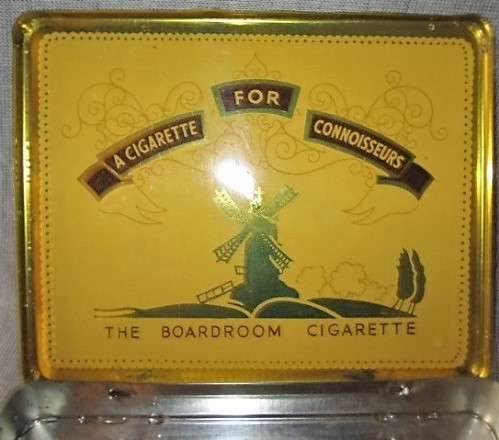 A CIGARETTE FOR CONNOISSEURS
THE BOARDROOM CIGARETTE